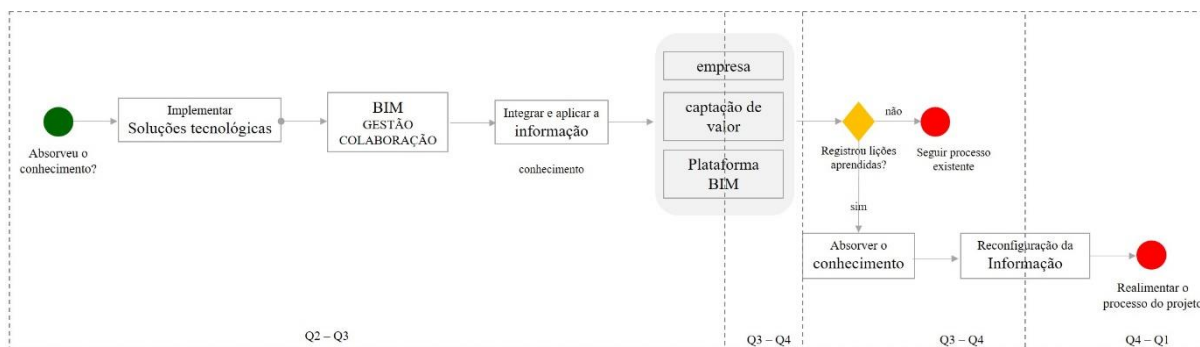 Absorveu o
conhecimento?
Implementar
Soluções tecnológicas
BIM
GESTÃO
COLABORAÇÃO
Integrar e aplicar a
informação
conhecimento
empresa
captação de
valor
Plataforma
BIM
Registrou lições
aprendidas?
não
Seguir processo
existente
sim
Absorver o
conhecimento
Reconfiguração da
Informação
Realimentar o
processo do projeto
Q2 – Q3
Q3 – Q4
Q3 – Q4
Q4 – Q1